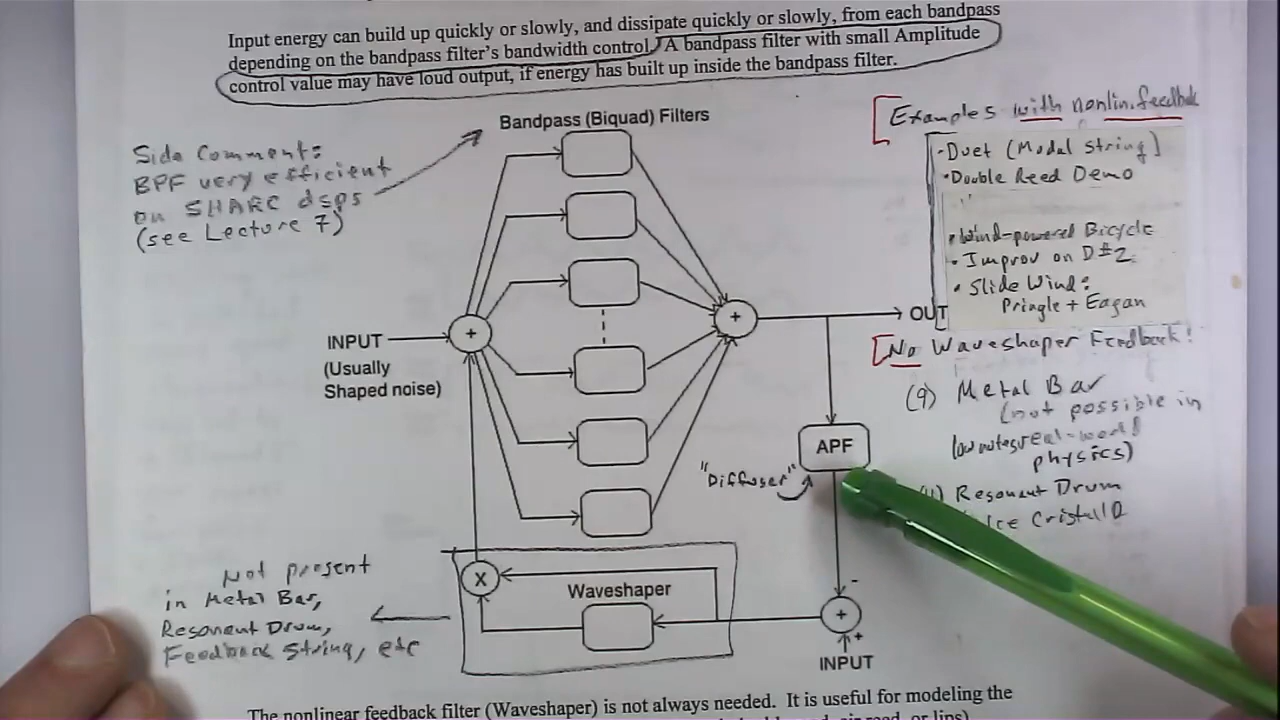 Input energy can build up quickly or slowly, and dissipate quickly or slowly, from each bandpass
depending on the bandpass filter's bandwidth control. A bandpass filter with small Amplitude
control value may have loud output, if energy has built up inside the bandpass filter.
Bandpass (Biquad) Filters
Side Comment:
BPF very efficient
on SHARC dsps
(see Lecture 7)
[Examples with nonlin. feedbak
• Duet (Modal String)
• Double Reed Demo
• Wind-powered Bicycle
• Improv on D#2
• Slide Wind:
Pringle + Eagan
INPUT
(Usually
Shaped noise)
+
+
OUT
[No Waveshaper Feedback!
(9) Metal Bar
(not possible in
real-world
physics)
Resonant Drum
Ice Cristall
APF
"Diffuser"
Not present
in Metal Bar,
Resonant Drum,
Feedback String, etc
X
Waveshaper
-
+
+
INPUT
The nonlinear feedback filter (Waveshaper) is not always needed. It is useful for modeling the
or lips)